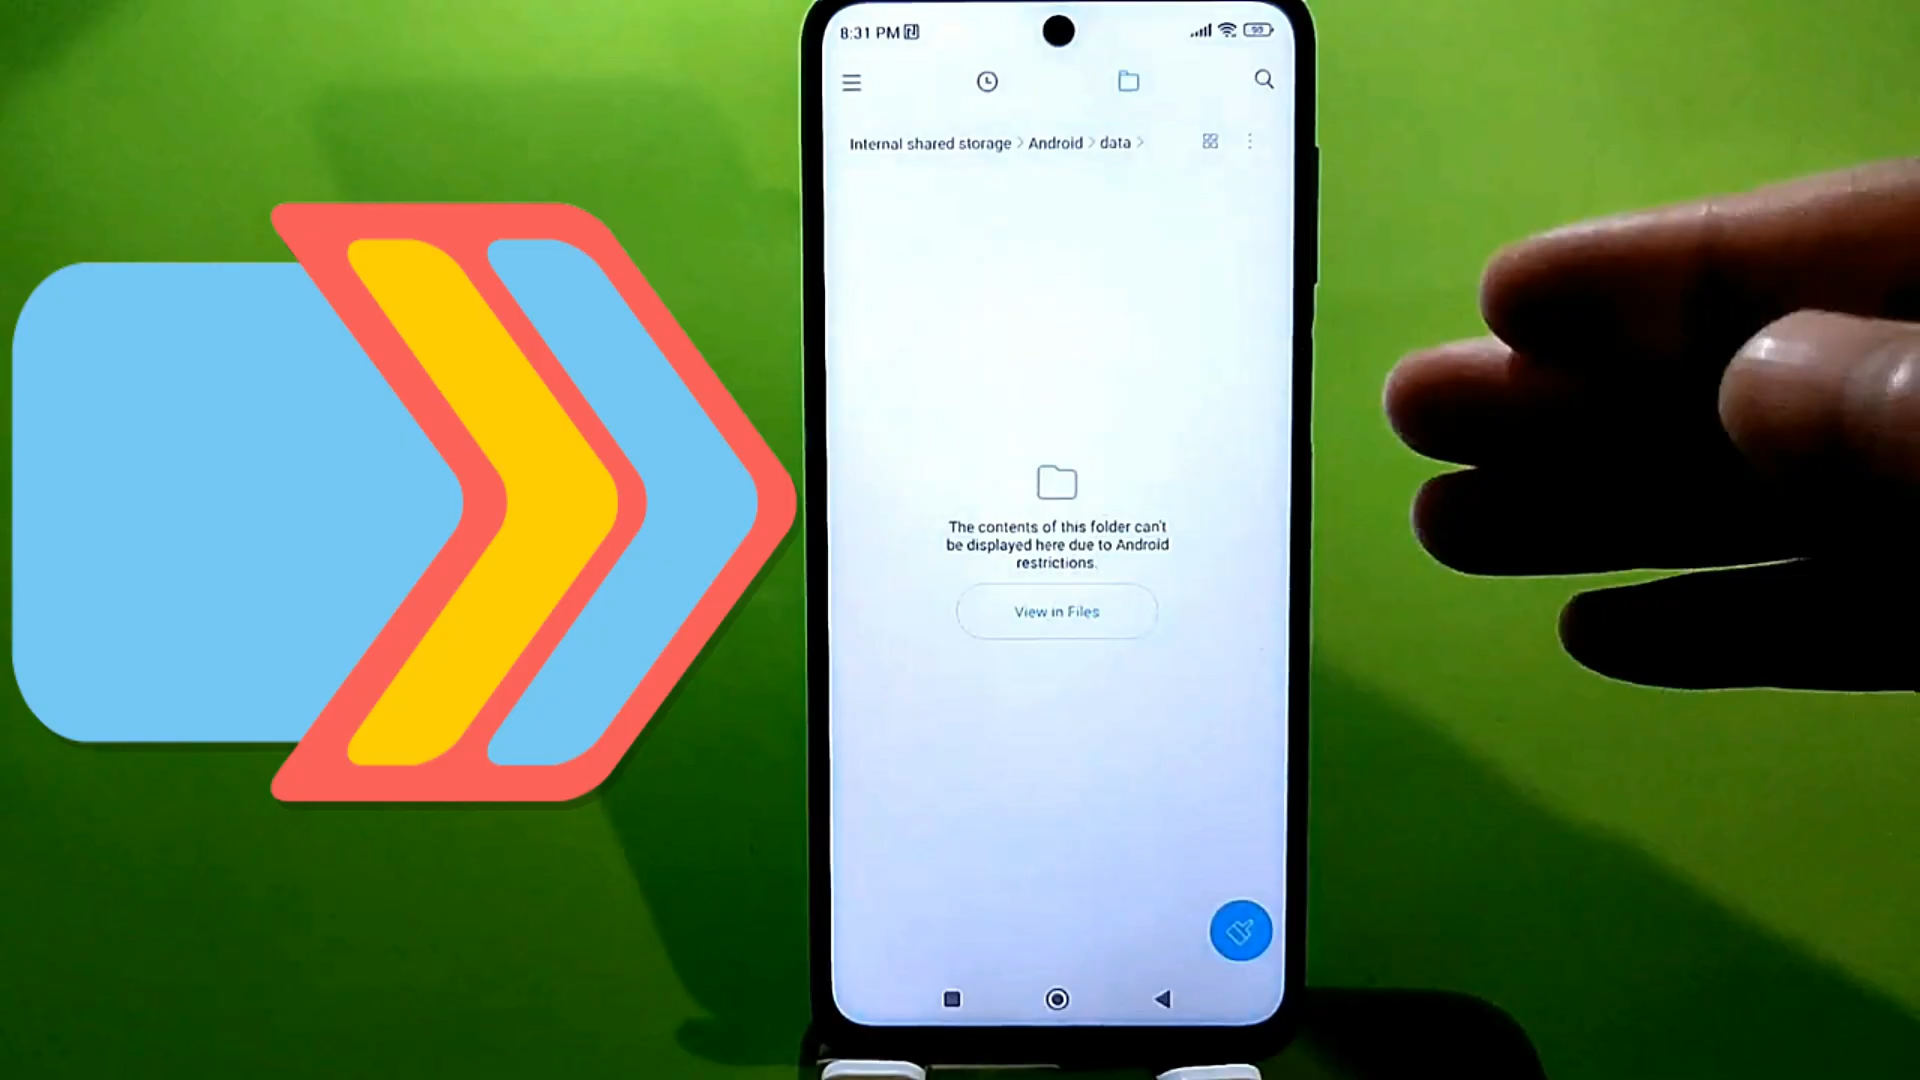 8:31 PM
Internal shared storage > Android > data >
The contents of this folder can't
be displayed here due to Android
restrictions.
View in Files